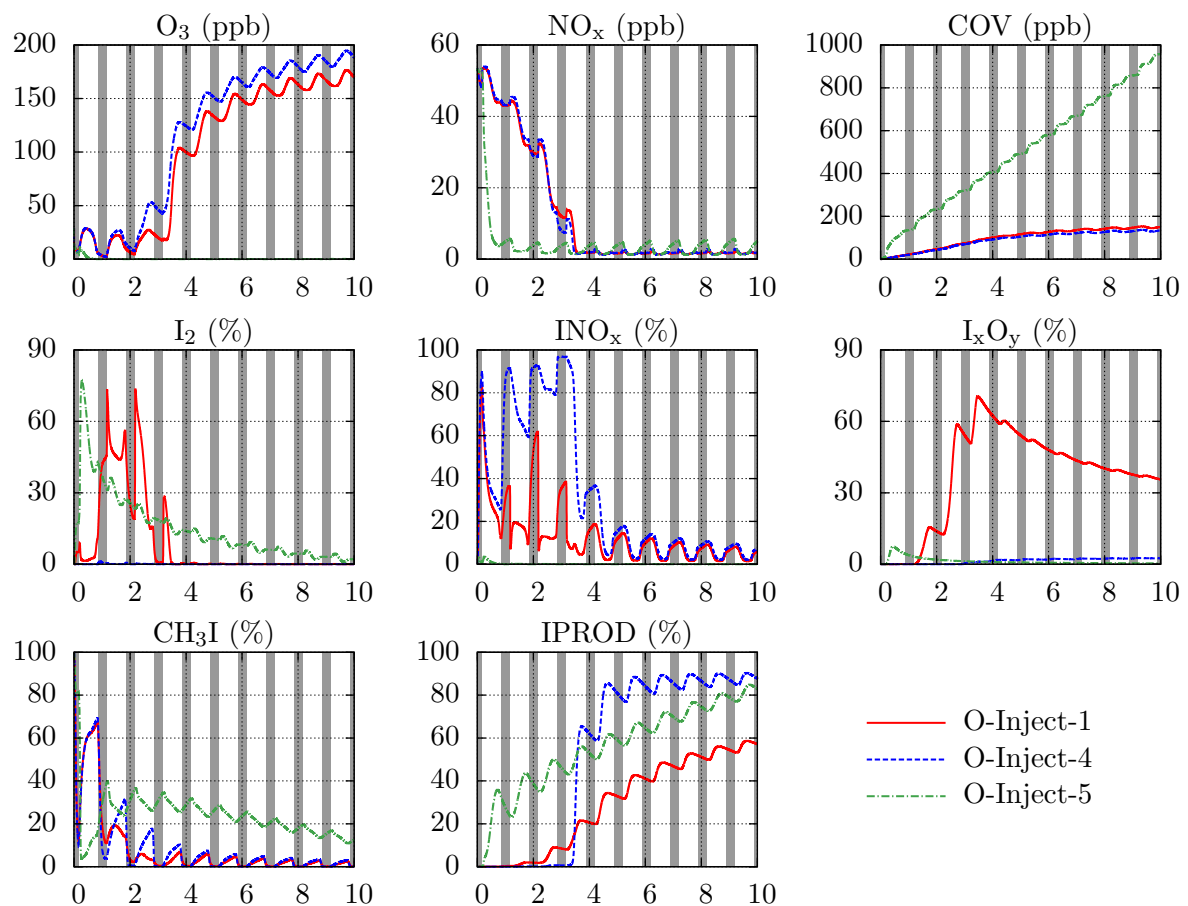 O₃ (ppb)
NOₓ (ppb)
COV (ppb)
200
150
100
50
0
0 2 4 6 8 10
60
40
20
0
0 2 4 6 8 10
1000
800
600
400
200
0
0 2 4 6 8 10
I₂ (%)
INOₓ (%)
IₓOᵧ (%)
90
60
30
0
0 2 4 6 8 10
100
80
60
40
20
0
0 2 4 6 8 10
90
60
30
0
0 2 4 6 8 10
CH₃I (%)
IPROD (%)
100
80
60
40
20
0
0 2 4 6 8 10
100
80
60
40
20
0
0 2 4 6 8 10
O-Inject-1
O-Inject-4
O-Inject-5